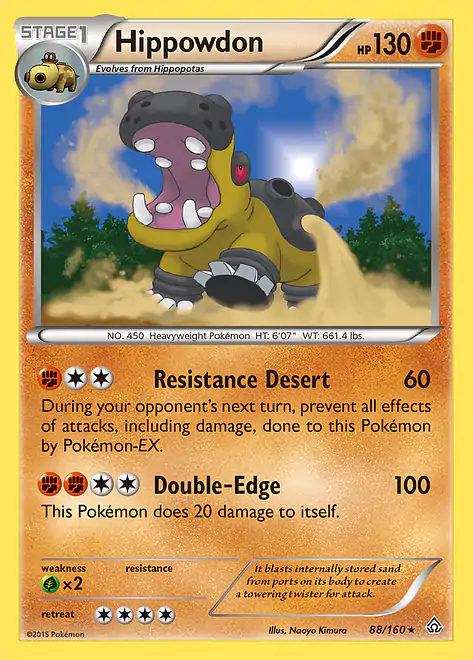 STAGE1
Hippowdon
HP 130
Evolves from Hippopotas
NO. 450 Heavyweight Pokémon HT: 6'07" WT: 661.4 lbs.
Resistance Desert 60
During your opponent's next turn, prevent all effects
of attacks, including damage, done to this Pokémon
by Pokémon-EX.
Double-Edge 100
This Pokémon does 20 damage to itself.
weakness resistance
×2
It blasts internally stored sand
from ports on its body to create
a towering twister for attack.
retreat
©2015 Pokémon
Illus. Naoyo Kimura
88/160 ★